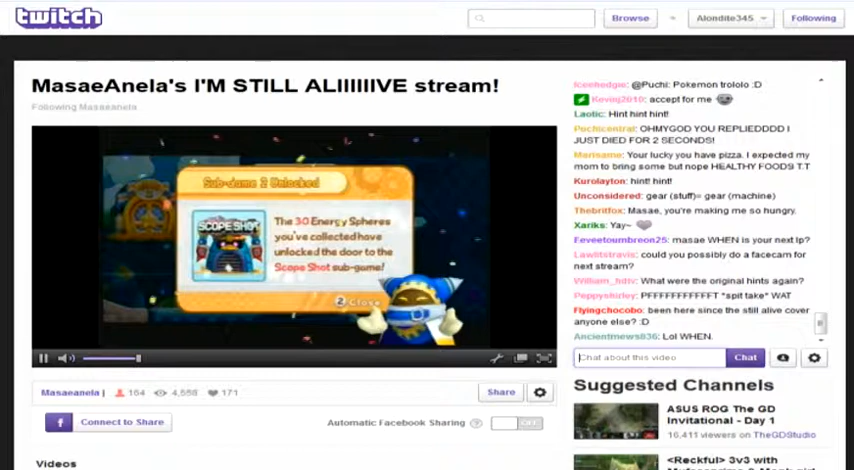 twitch
Browse
Alondite345
Following
MasaeAnela's I'M STILL ALIIIIIIVE stream!
Following Masaeanela
Sub-Game 2 Unlocked
SCOPE SHOT
The 30 Energy Spheres
you've collected have
unlocked the door to the
Scope Shot sub-game!
2 Close
Masaeanela |
164
4,558
171
Share
Connect to Share
Automatic Facebook Sharing
OFF
Videos
Iceehedgie: @Puchi: Pokemon trololo :D
accept for me
Laotic: Hint hint hint!
Puchicentral: OHMYGOD YOU REPLIEDDDD I
JUST DIED FOR 2 SECONDS!
Marisame: Your lucky you have pizza. I expected my
mom to bring some but nope HEALTHY FOODS T.T
Kurolayton: hint! hint!
Unconsidered: gear (stuff)= gear (machine)
Thebritfox: Masae, you're making me so hungry.
Xariks: Yay~
Feveetoumbreon25: masae WHEN is your next lp?
Lawlitstravis: could you possibly do a facecam for
next stream?
William_hdtv: What were the original hints again?
Peppyshirley: PFFFFFFFFFFFT "spit take" WAT
Flyingchocobo: been here since the still alive cover
anyone else? :D
Ancientnews836: Lol WHEN.
Chat about this video
Chat
Suggested Channels
ASUS ROG The GD
Invitational - Day 1
16,411 viewers on TheGDStudio
<Reckful> 3v3 with